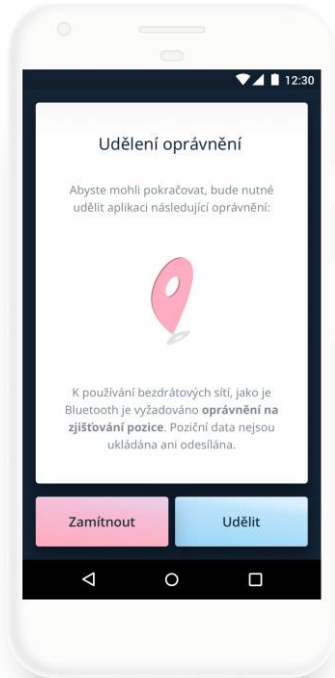 12:30
Udělení oprávnění
Abyste mohli pokračovat, bude nutné
udělit aplikaci následující oprávnění:
K používání bezdrátových sítí, jako je
Bluetooth je vyžadováno oprávnění na
zjišťování pozice. Poziční data nejsou
ukládána ani odesílána.
Zamítnout
Udělit